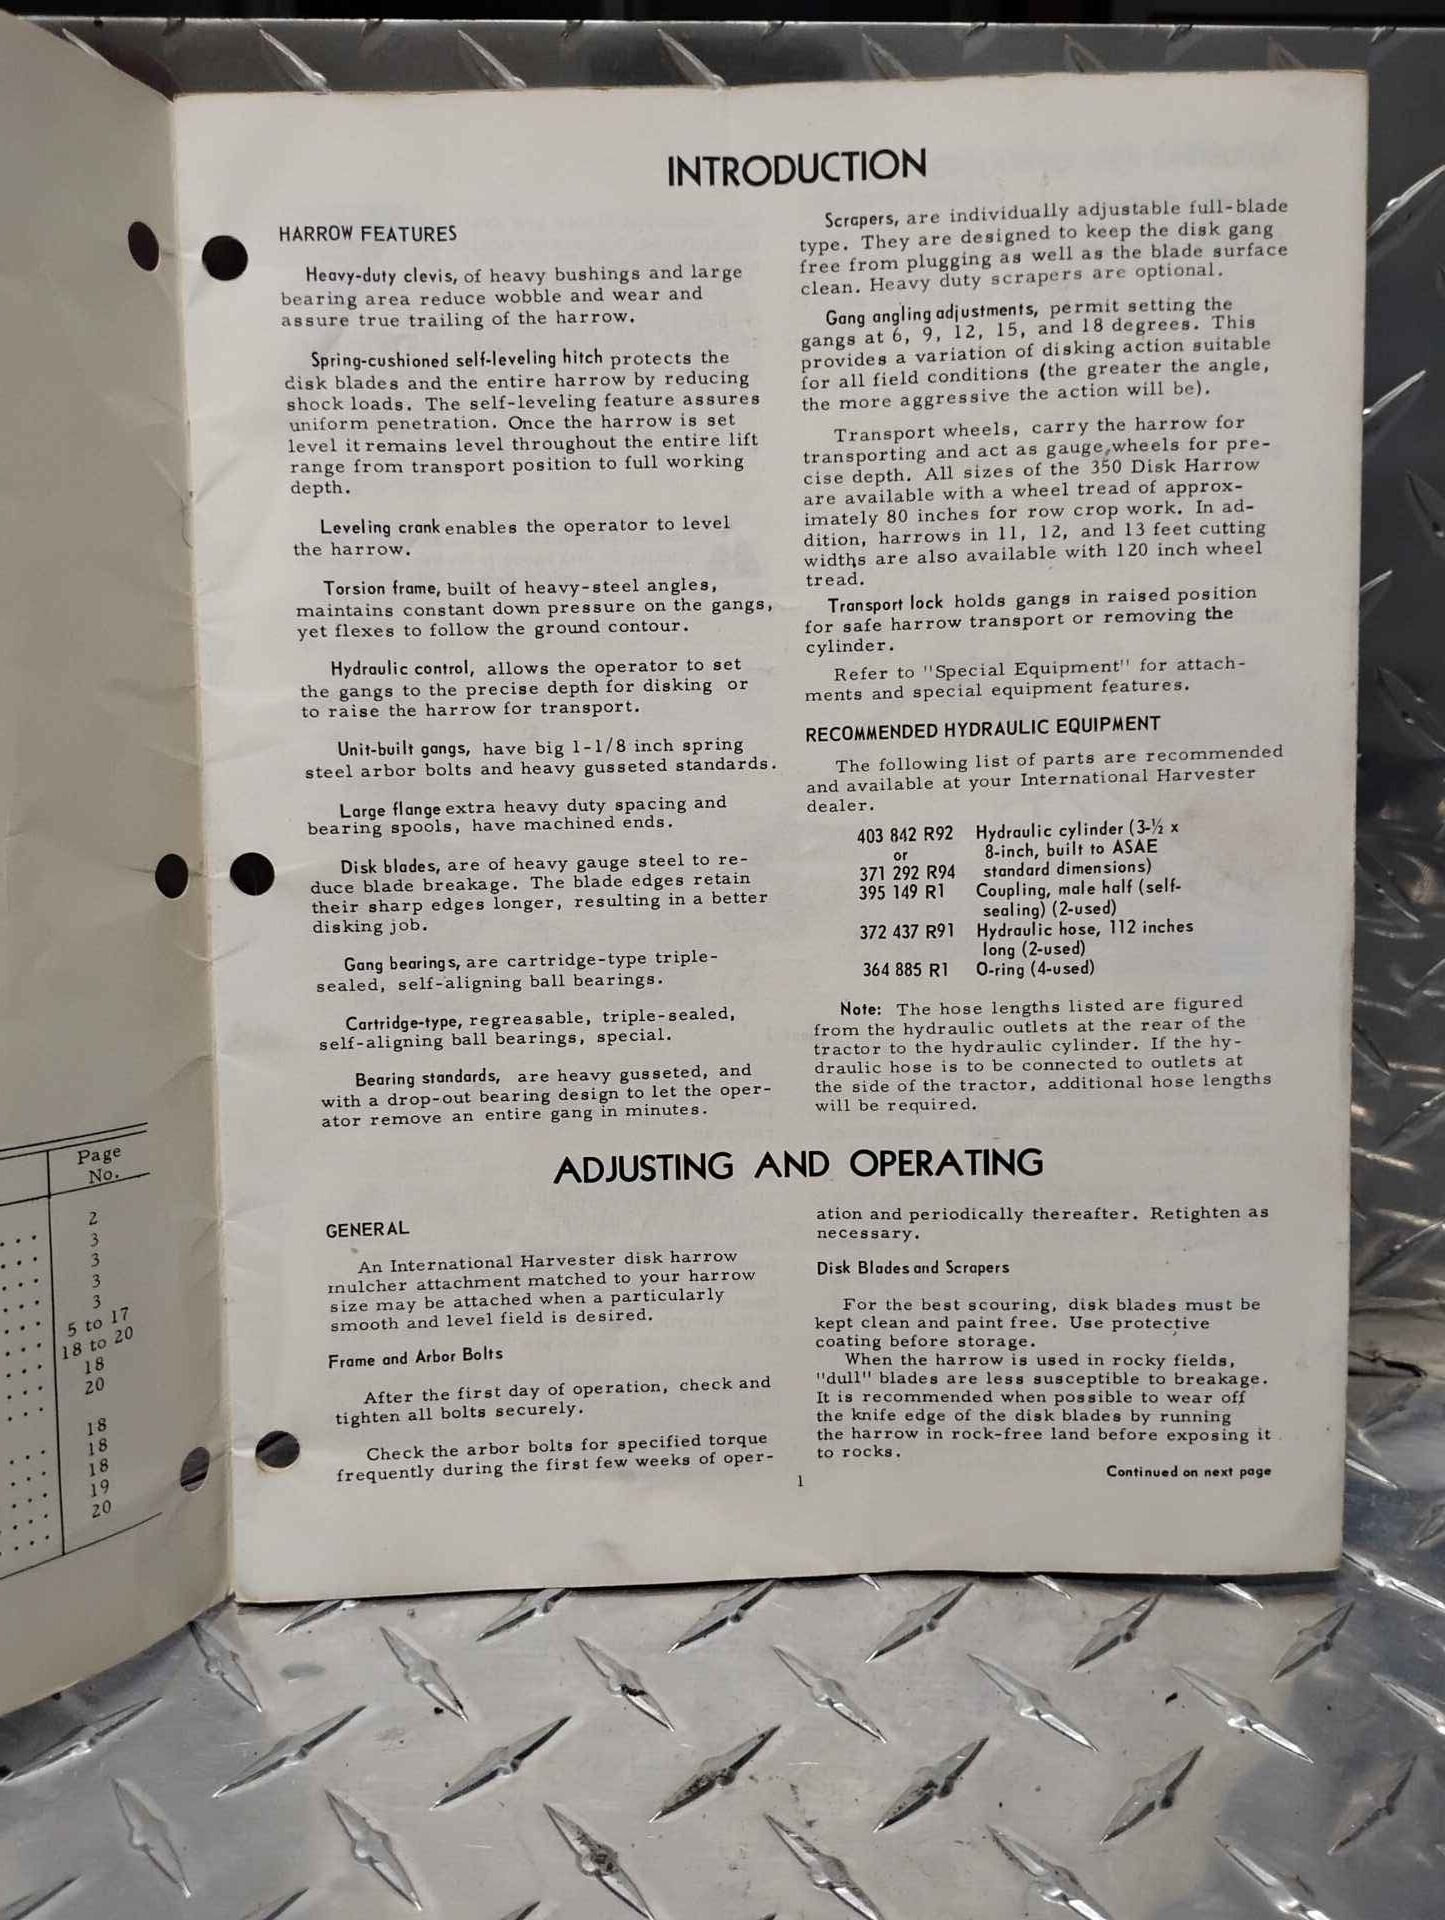 Page
No.
2
3
3
3
3
5 to 17
18 to 20
18
20
18
18
18
19
20
INTRODUCTION
HARROW FEATURES
Heavy-duty clevis, of heavy bushings and large
bearing area reduce wobble and wear and
assure true trailing of the harrow.
Spring-cushioned self-leveling hitch protects the
disk blades and the entire harrow by reducing
shock loads. The self-leveling feature assures
uniform penetration. Once the harrow is set
level it remains level throughout the entire lift
range from transport position to full working
depth.
Leveling crank enables the operator to level
the harrow.
Torsion frame, built of heavy-steel angles,
maintains constant down pressure on the gangs,
yet flexes to follow the ground contour.
Hydraulic control, allows the operator to set
the gangs to the precise depth for disking or
to raise the harrow for transport.
Unit-built gangs, have big 1-1/8 inch spring
steel arbor bolts and heavy gusseted standards.
Large flange extra heavy duty spacing and
bearing spools, have machined ends.
Disk blades, are of heavy gauge steel to re-
duce blade breakage. The blade edges retain
their sharp edges longer, resulting in a better
disking job.
Gang bearings, are cartridge-type triple-
sealed, self-aligning ball bearings.
Cartridge-type, regreasable, triple-sealed,
self-aligning ball bearings, special.
Bearing standards, are heavy gusseted, and
with a drop-out bearing design to let the oper-
ator remove an entire gang in minutes.
Scrapers, are individually adjustable full-blade
type. They are designed to keep the disk gang
free from plugging as well as the blade surface
clean. Heavy duty scrapers are optional.
Gang angling adjustments, permit setting the
gangs at 6, 9, 12, 15, and 18 degrees. This
provides a variation of disking action suitable
for all field conditions (the greater the angle,
the more aggressive the action will be).
Transport wheels, carry the harrow for
transporting and act as gauge wheels for pre-
cise depth. All sizes of the 350 Disk Harrow
are available with a wheel tread of approx-
imately 80 inches for row crop work. In ad-
dition, harrows in 11, 12, and 13 feet cutting
widths are also available with 120 inch wheel
tread.
Transport lock holds gangs in raised position
for safe harrow transport or removing the
cylinder.
Refer to "Special Equipment" for attach-
ments and special equipment features.
RECOMMENDED HYDRAULIC EQUIPMENT
The following list of parts are recommended
and available at your International Harvester
dealer.
403 842 R92 Hydraulic cylinder (3-½ x
or 8-inch, built to ASAE
371 292 R94 standard dimensions)
395 149 R1 Coupling, male half (self-
sealing) (2-used)
372 437 R91 Hydraulic hose, 112 inches
long (2-used)
364 885 R1 O-ring (4-used)
Note: The hose lengths listed are figured
from the hydraulic outlets at the rear of the
tractor to the hydraulic cylinder. If the hy-
draulic hose is to be connected to outlets at
the side of the tractor, additional hose lengths
will be required.
ADJUSTING AND OPERATING
GENERAL
An International Harvester disk harrow
mulcher attachment matched to your harrow
size may be attached when a particularly
smooth and level field is desired.
Frame and Arbor Bolts
After the first day of operation, check and
tighten all bolts securely.
Check the arbor bolts for specified torque
frequently during the first few weeks of oper-
ation and periodically thereafter. Retighten as
necessary.
Disk Blades and Scrapers
For the best scouring, disk blades must be
kept clean and paint free. Use protective
coating before storage.
When the harrow is used in rocky fields,
"dull" blades are less susceptible to breakage.
It is recommended when possible to wear off
the knife edge of the disk blades by running
the harrow in rock-free land before exposing it
to rocks.
Continued on next page
1